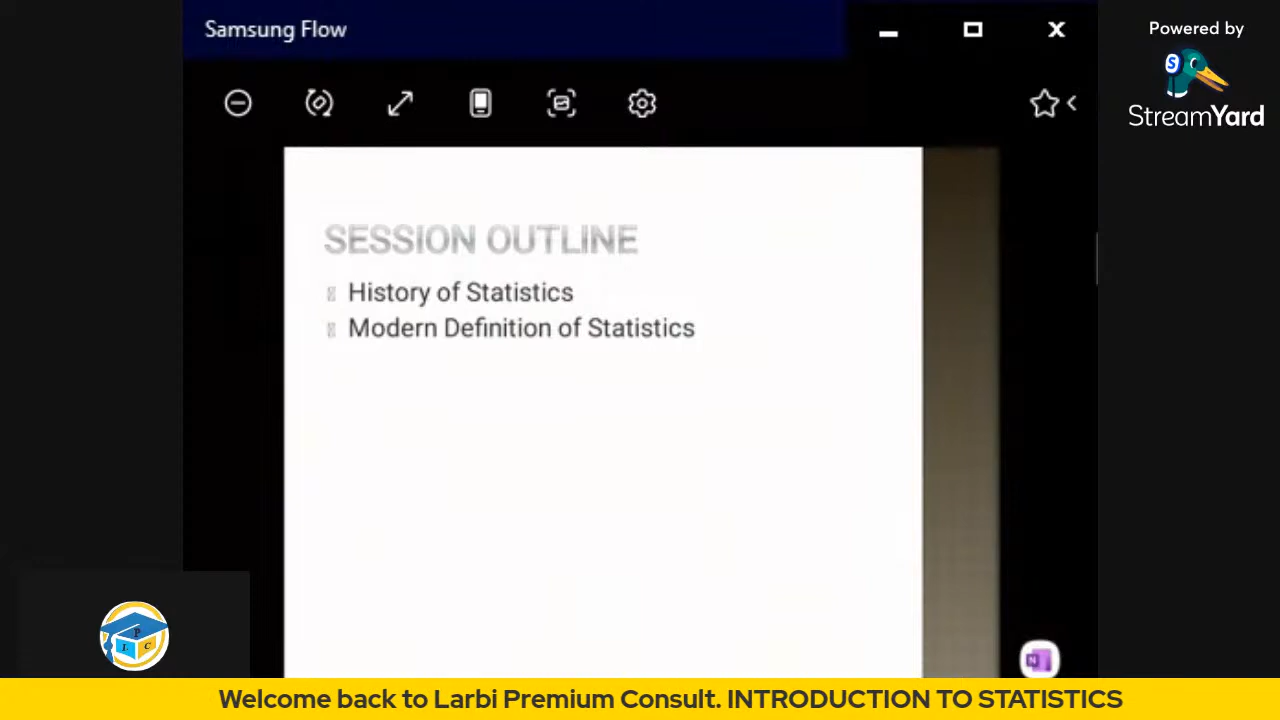 Samsung Flow
Powered by
S
StreamYard
SESSION OUTLINE
History of Statistics
Modern Definition of Statistics
P
L C
N
Welcome back to Larbi Premium Consult. INTRODUCTION TO STATISTICS